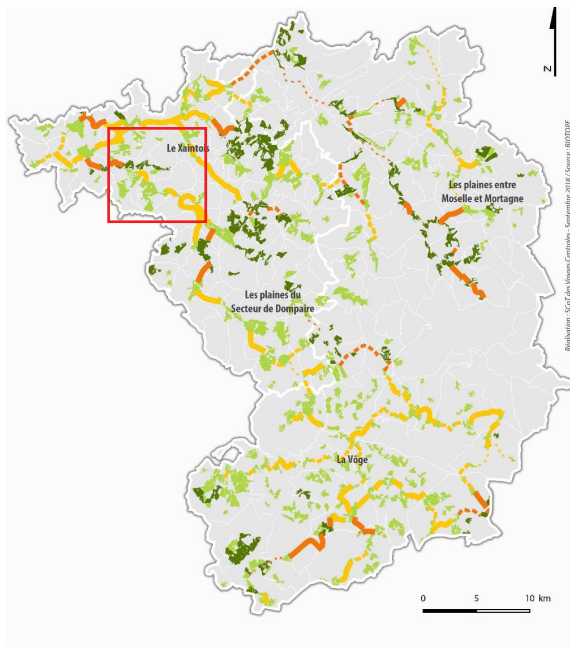 N
Le Xaintois
Les plaines entre
Moselle et Mortagne
Les plaines du
Secteur de Dompaire
La Vôge
0 5 10 km
Réalisation : SCoT des Vosges Centrales - Septembre 2018 / Source : BIOTOPE